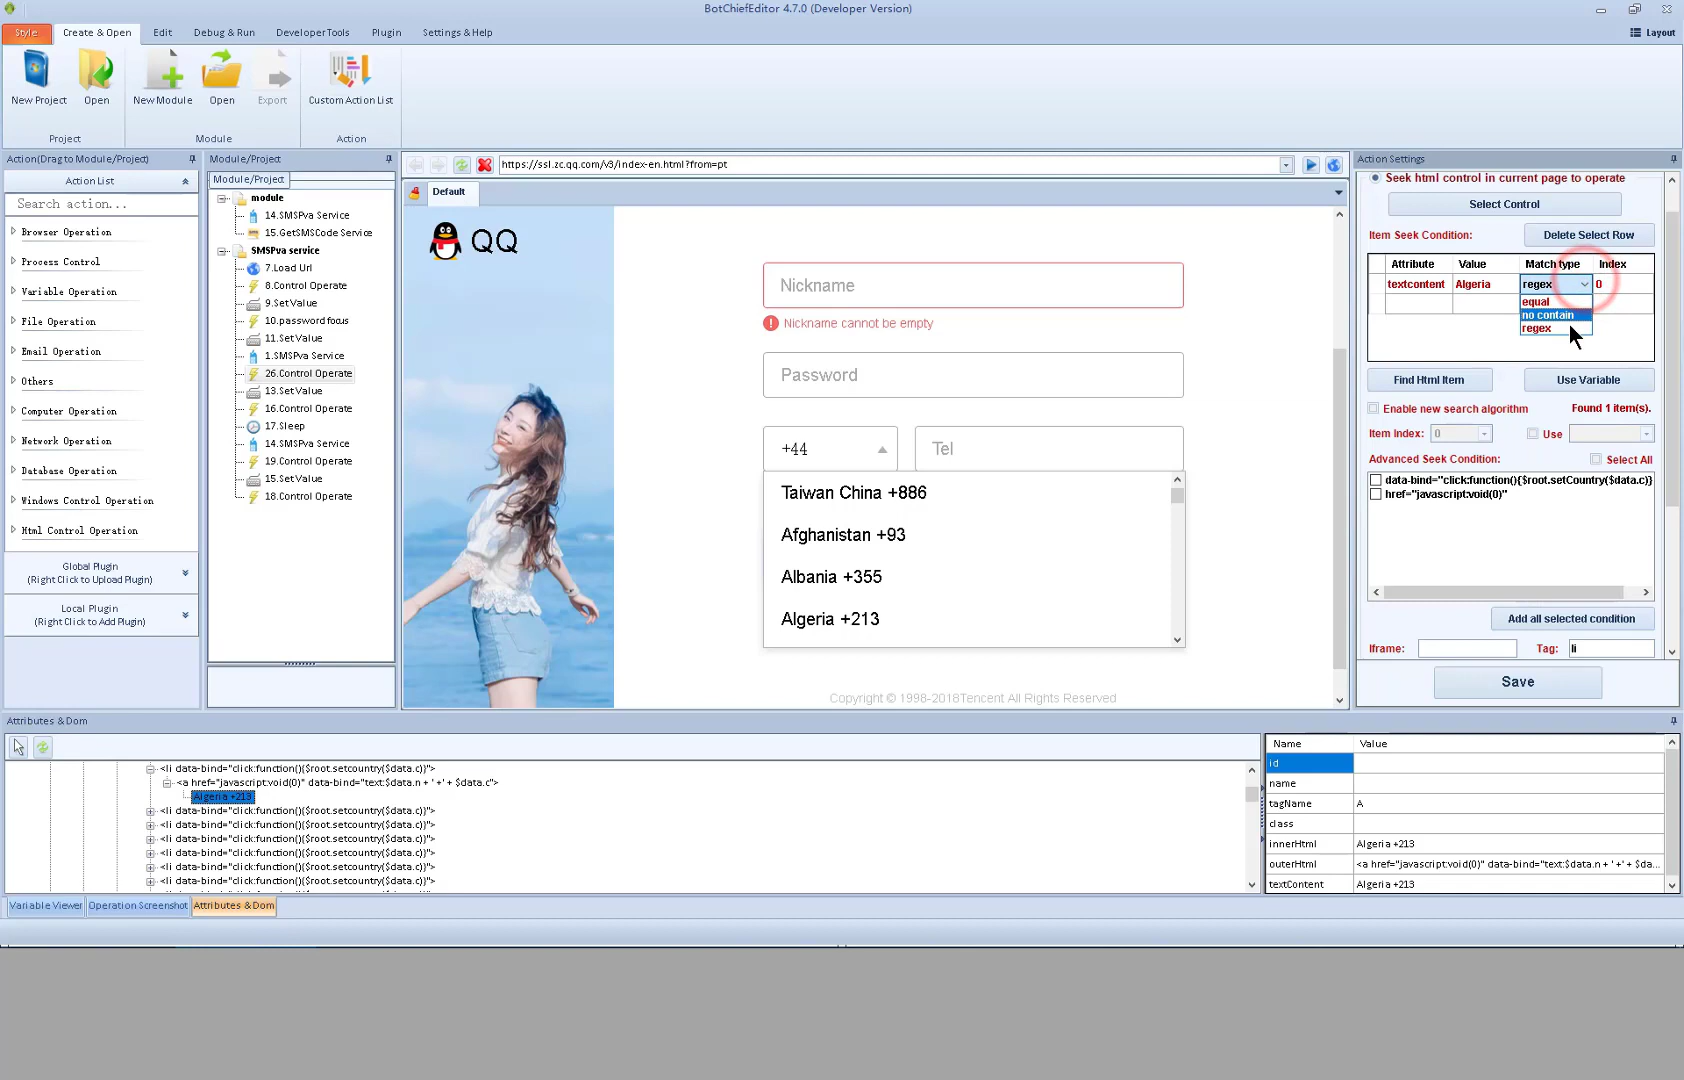 BotChiefEditor 4.7.0 (Developer Version)
Style
Create & Open
Edit
Debug & Run
DeveloperTools
Plugin
Settings & Help
Layout
New Project
Open
New Module
Open
Export
Custom Action List
Project
Module
Action
Action(Drag to Module/Project)
Action List
Search action...
Browser Operation
Process Control
Variable Operation
File Operation
Email Operation
Others
Computer Operation
Network Operation
Database Operation
Windows Control Operation
Html Control Operation
Global Plugin
(Right Click to Upload Plugin)
Local Plugin
(Right Click to Add Plugin)
Module/Project
Module/Project
module
14.SMSPva Service
15.GetSMSCode Service
SMSPva service
7.Load Url
8.Control Operate
9.SetValue
10.password focus
11.SetValue
1.SMSPva Service
26.Control Operate
13.SetValue
16.Control Operate
17.Sleep
14.SMSPva Service
19.Control Operate
15.SetValue
18.Control Operate
https://ssl.zc.qq.com/v3/index-en.html?from=pt
Default
QQ
Nickname
Nickname cannot be empty
Password
+44
Tel
Taiwan China +886
Afghanistan +93
Albania +355
Algeria +213
Copyright © 1998-2018Tencent All Rights Reserved
Action Settings
Seek html control in current page to operate
Select Control
Item Seek Condition:
Delete Select Row
Attribute Value Match type Index
textcontent Algeria regex 0
equal
no contain
regex
Find Html Item
Use Variable
Enable new search algorithm
Found 1 item(s).
Item Index: 0
Use
Advanced Seek Condition:
Select All
data-bind="click:function(){$root.setCountry($data.c)}
href="javascript:void(0)"
Add all selected condition
Iframe:
Tag: li
Save
Attributes & Dom
<li data-bind="click:function(){$root.setcountry($data.c)">
<a href="javascript:void(0)" data-bind="text:$data.n + ' +' + $data.c">
Algeria +213
<li data-bind="click:function(){$root.setcountry($data.c)">
<li data-bind="click:function(){$root.setcountry($data.c)">
<li data-bind="click:function(){$root.setcountry($data.c)">
<li data-bind="click:function(){$root.setcountry($data.c)">
<li data-bind="click:function(){$root.setcountry($data.c)">
<li data-bind="click:function(){$root.setcountry($data.c)">
Name Value
id
name
tagName A
class
innerHtml Algeria +213
outerHtml <a href="javascript:void(0)" data-bind="text:$data.n + ' +' + $da...
textContent Algeria +213
Variable Viewer
Operation Screenshot
Attributes & Dom